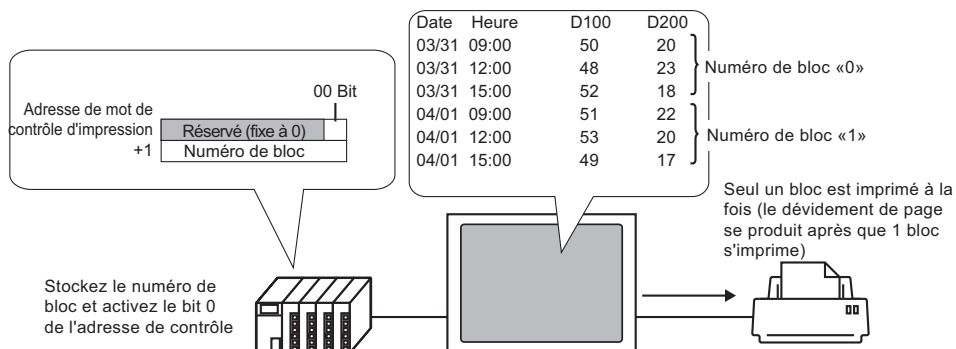 00 Bit
Adresse de mot de
contrôle d'impression
Réservé (fixe à 0)
+1
Numéro de bloc
Date Heure D100 D200
03/31 09:00 50 20
03/31 12:00 48 23
03/31 15:00 52 18
04/01 09:00 51 22
04/01 12:00 53 20
04/01 15:00 49 17
Numéro de bloc «0»
Numéro de bloc «1»
Seul un bloc est imprimé à la
fois (le dévidement de page
se produit après que 1 bloc
s'imprime)
Stockez le numéro de
bloc et activez le bit 0
de l'adresse de contrôle